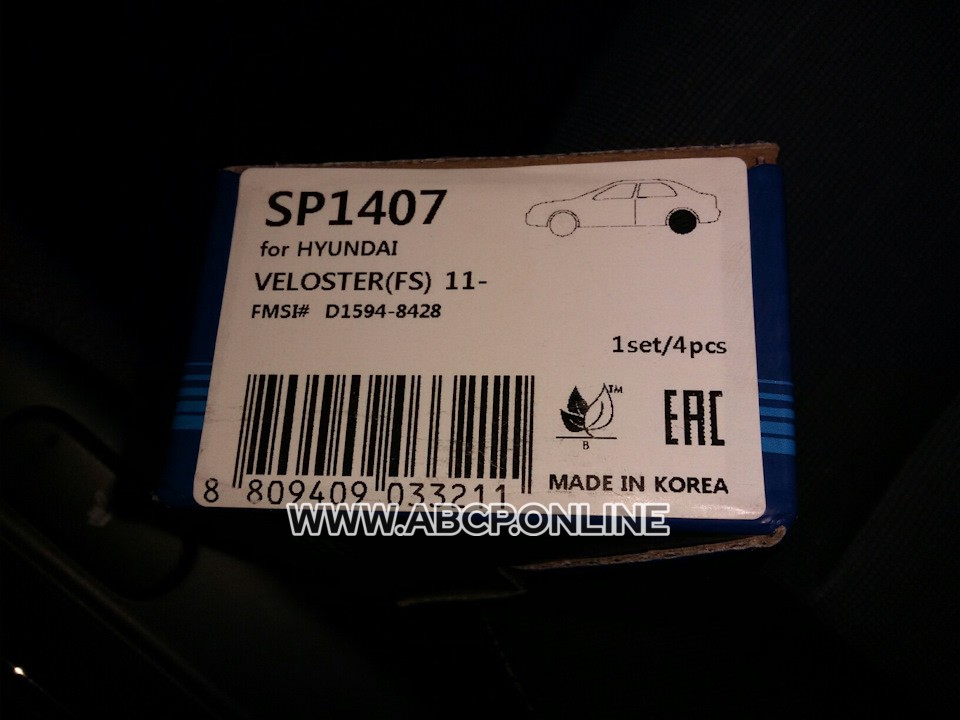 SP1407
for HYUNDAI
VELOSTER(FS) 11-
FMSI# D1594-8428
1set/4pcs
TM
B
EAC
MADE IN KOREA
8 809409 033211
WWW.ABCP.ONLINE